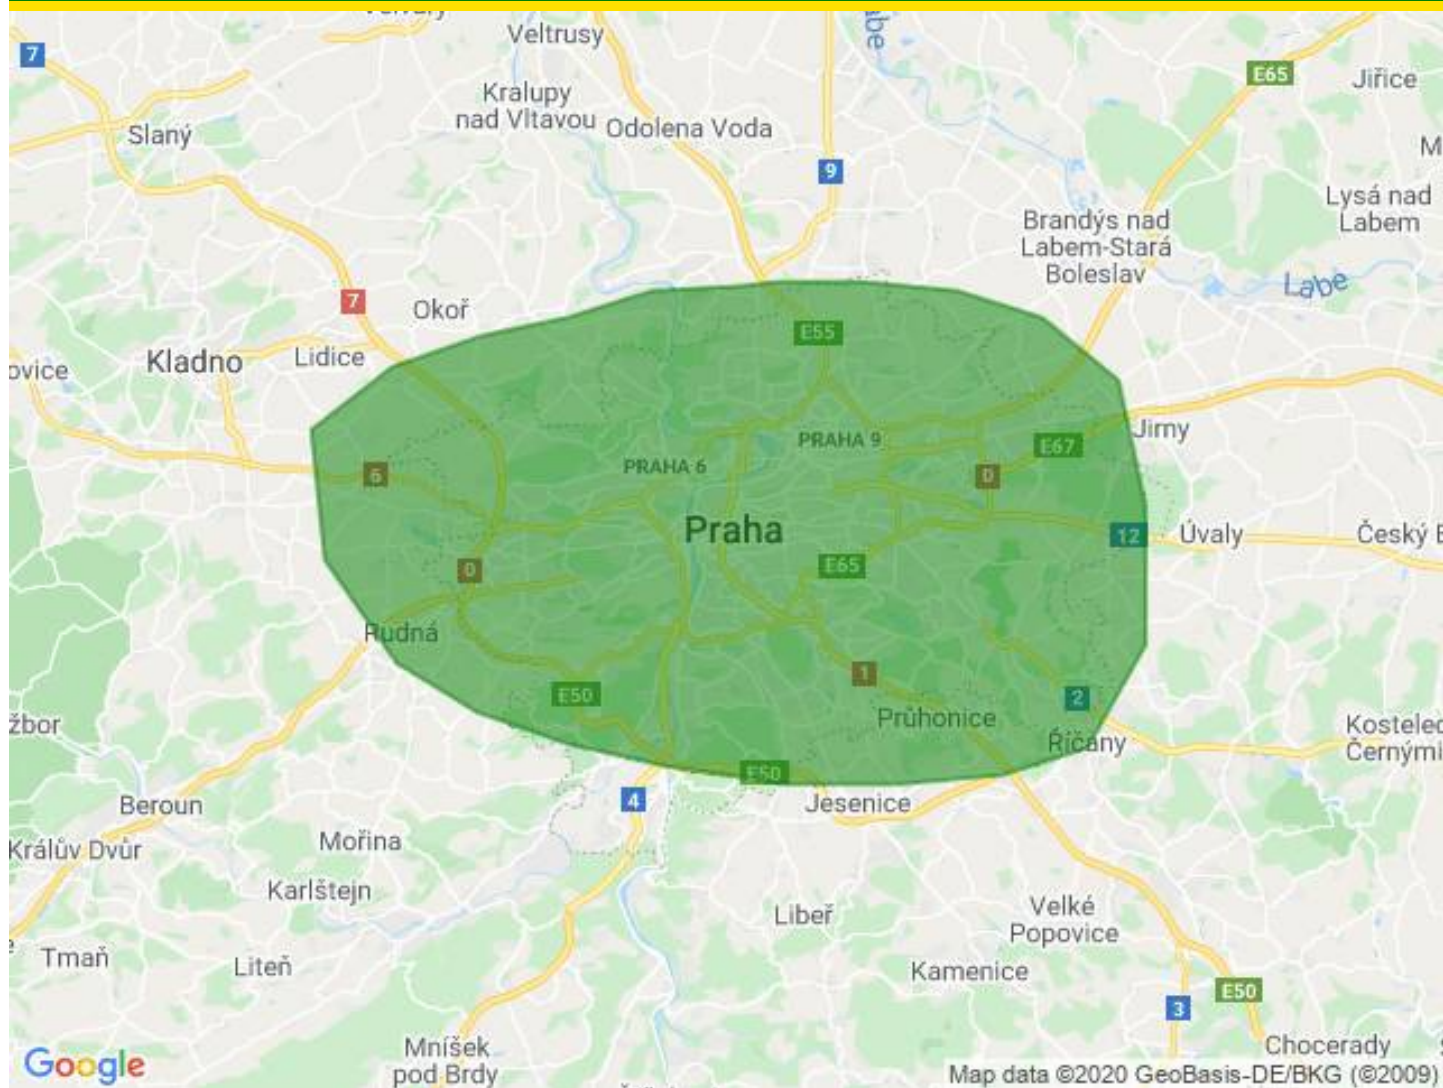 Veltrusy
7
E65
Jiřice
Kralupy
nad Vltavou
Odolena Voda
Slaný
9
Lysá nad
Labem
Brandýs nad
Labem-Stará
Boleslav
Labe
7
Okoř
E55
Kladno
Lidice
Jirny
PRAHA 9
E67
PRAHA 6
6
0
Praha
12
Úvaly
Český
E65
0
Rudná
1
E50
2
Průhonice
Říčany
Kostelec
Černými
E50
4
Jesenice
Beroun
Mořina
Králův Dvůr
Karlštejn
Libeř
Velké
Popovice
Tmaň
Liteň
Kamenice
E50
3
Mníšek
pod Brdy
Chocerady
Google
Map data ©2020 GeoBasis-DE/BKG (©2009)